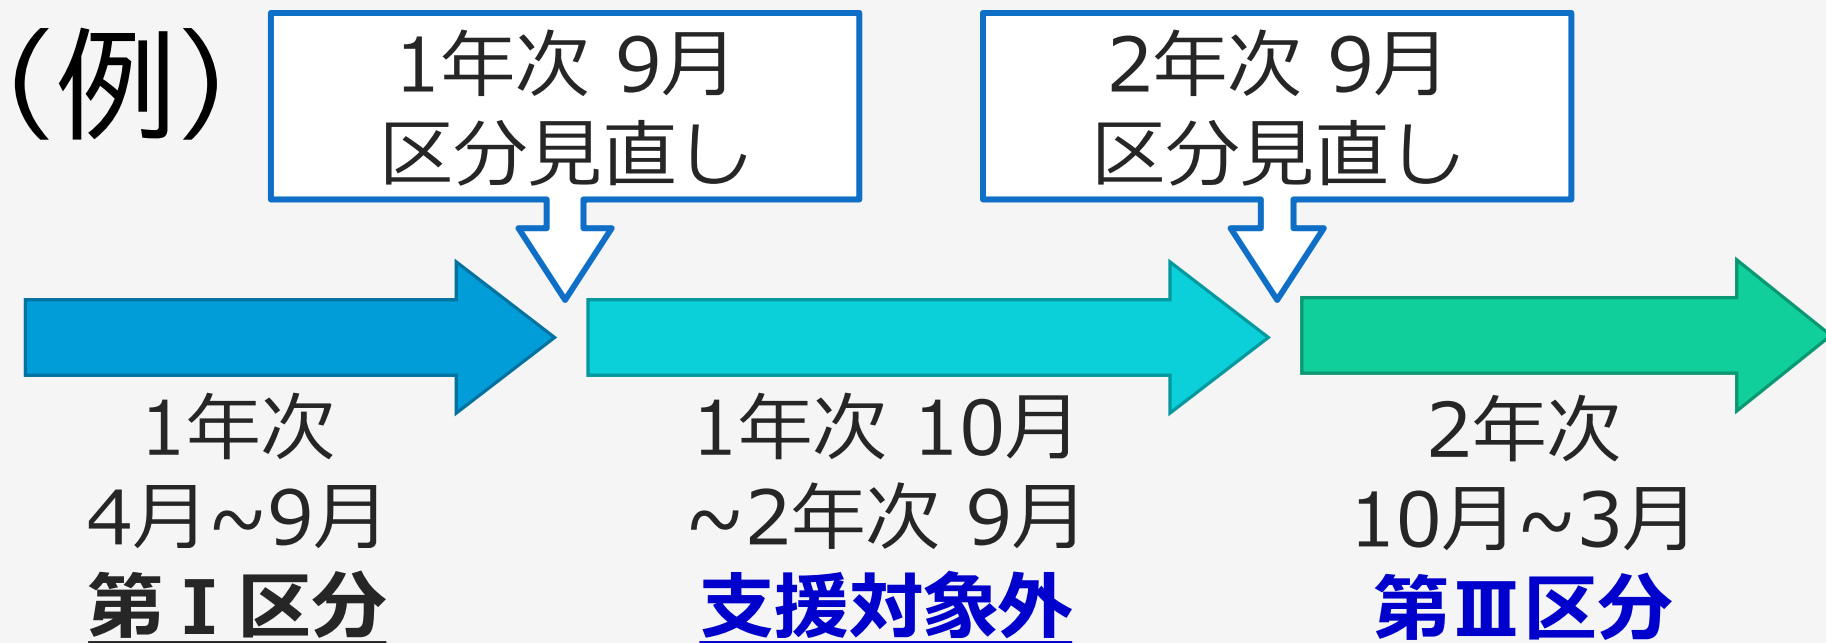 （例）
1年次 9月
区分見直し
2年次 9月
区分見直し
1年次
4月~9月
第Ⅰ区分
1年次 10月
~2年次 9月
支援対象外
2年次
10月~3月
第Ⅲ区分